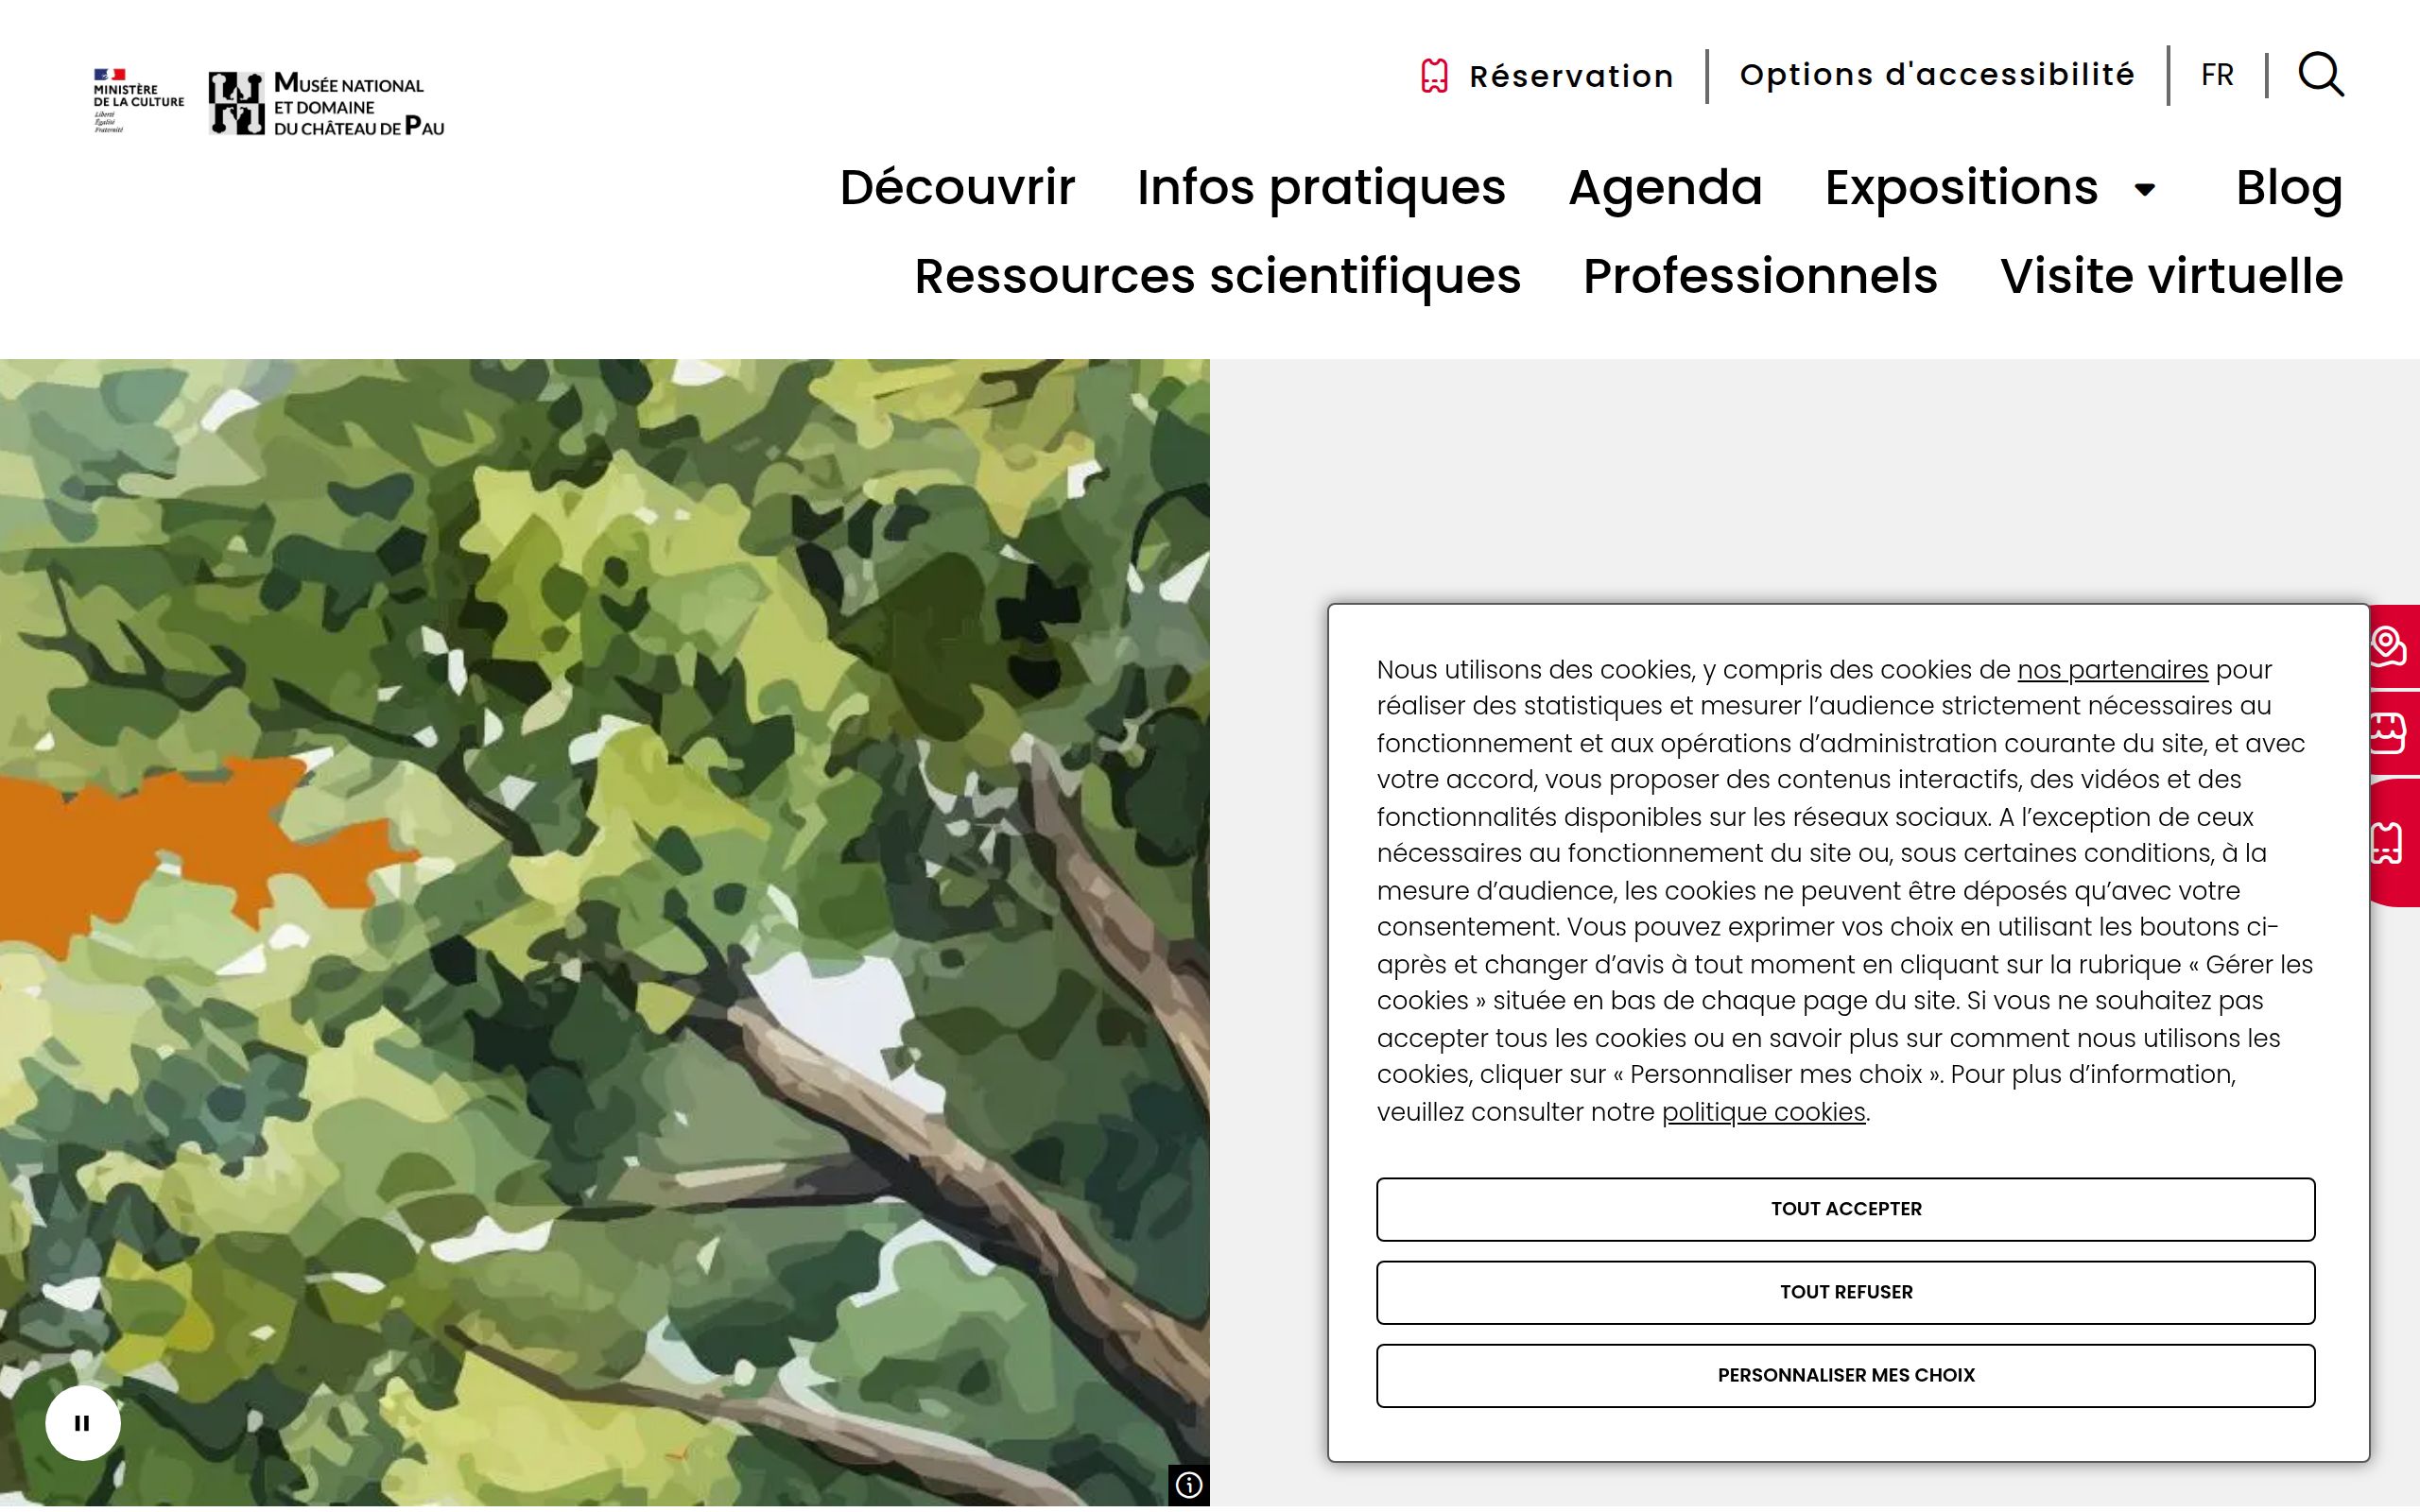 MINISTÈRE
DE LA CULTURE
Liberté
Égalité
Fraternité
MUSÉE NATIONAL
ET DOMAINE
DU CHÂTEAU DE PAU
Réservation
Options d'accessibilité
FR
Découvrir
Infos pratiques
Agenda
Expositions
Blog
Ressources scientifiques
Professionnels
Visite virtuelle
Nous utilisons des cookies, y compris des cookies de nos partenaires pour
réaliser des statistiques et mesurer l’audience strictement nécessaires au
fonctionnement et aux opérations d’administration courante du site, et avec
votre accord, vous proposer des contenus interactifs, des vidéos et des
fonctionnalités disponibles sur les réseaux sociaux. A l’exception de ceux
nécessaires au fonctionnement du site ou, sous certaines conditions, à la
mesure d’audience, les cookies ne peuvent être déposés qu’avec votre
consentement. Vous pouvez exprimer vos choix en utilisant les boutons ci-
après et changer d’avis à tout moment en cliquant sur la rubrique « Gérer les
cookies » située en bas de chaque page du site. Si vous ne souhaitez pas
accepter tous les cookies ou en savoir plus sur comment nous utilisons les
cookies, cliquer sur « Personnaliser mes choix ». Pour plus d’information,
veuillez consulter notre politique cookies.
TOUT ACCEPTER
TOUT REFUSER
PERSONNALISER MES CHOIX